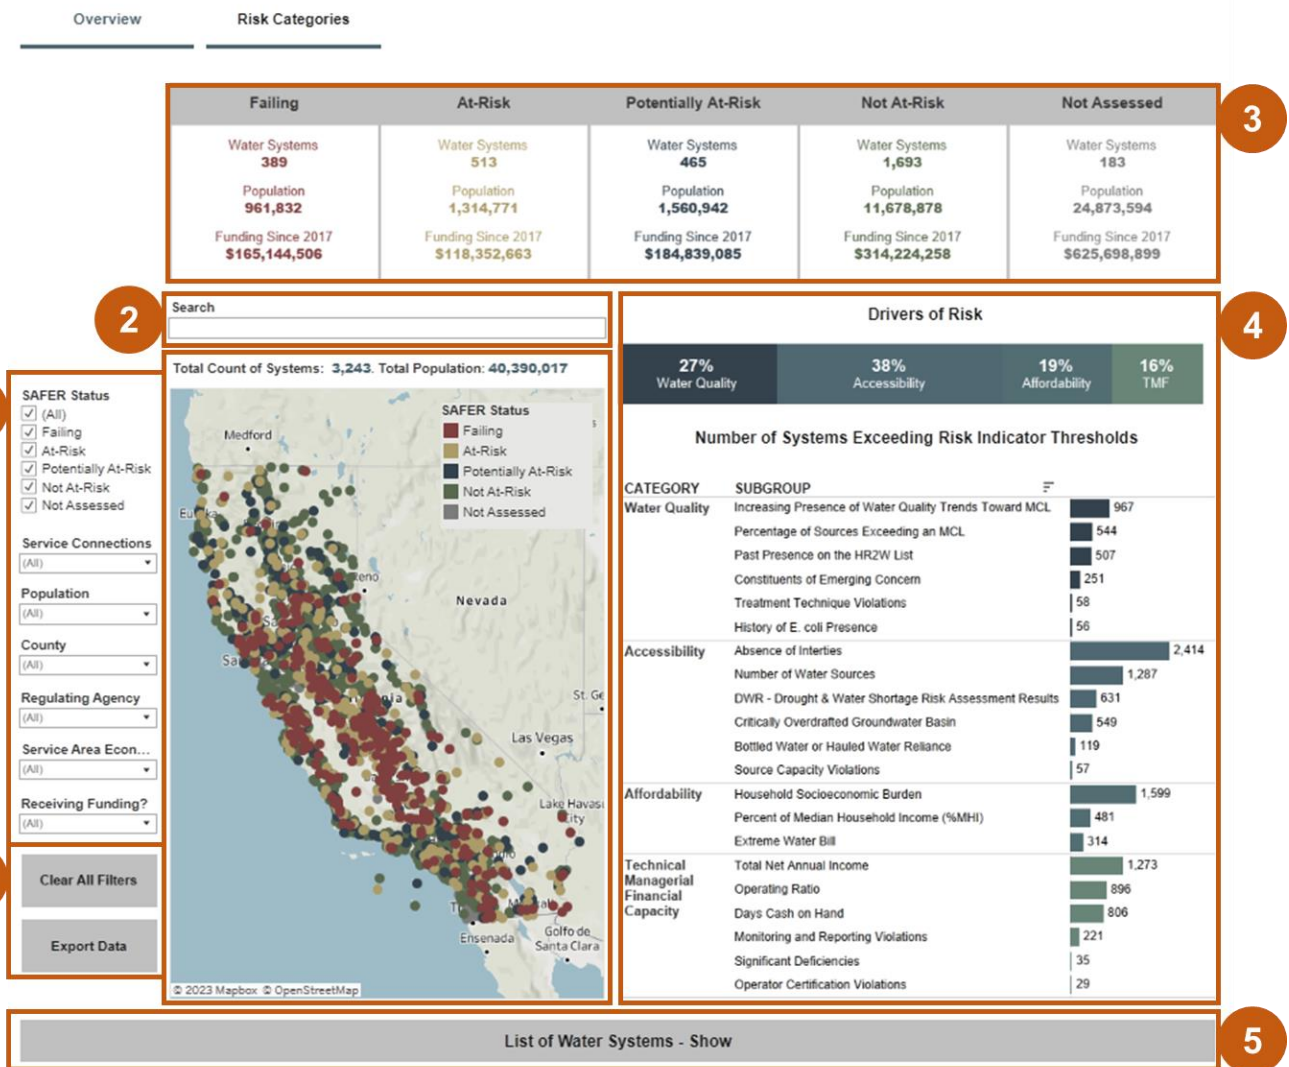 Overview
Risk Categories
Failing
At-Risk
Potentially At-Risk
Not At-Risk
Not Assessed
Water Systems
389
Population
961,832
Funding Since 2017
$165,144,506
Water Systems
513
Population
1,314,771
Funding Since 2017
$118,352,663
Water Systems
465
Population
1,560,942
Funding Since 2017
$184,839,085
Water Systems
1,693
Population
11,678,878
Funding Since 2017
$314,224,258
Water Systems
183
Population
24,873,594
Funding Since 2017
$625,698,899
3
2
Search
Total Count of Systems: 3,243. Total Population: 40,390,017
SAFER Status
(All)
Failing
At-Risk
Potentially At-Risk
Not At-Risk
Not Assessed
Service Connections
(All)
Population
(All)
County
(All)
Regulating Agency
(All)
Service Area Econ...
(All)
Receiving Funding?
(All)
Clear All Filters
Export Data
SAFER Status
Failing
At-Risk
Potentially At-Risk
Not At-Risk
Not Assessed
Medford
Nevada
St. Ge
Las Vegas
Lake Havasu
City
Ensenada
Golfo de
Santa Clara
© 2023 Mapbox © OpenStreetMap
4
Drivers of Risk
27%
Water Quality
38%
Accessibility
19%
Affordability
16%
TMF
Number of Systems Exceeding Risk Indicator Thresholds
CATEGORY SUBGROUP
Water Quality Increasing Presence of Water Quality Trends Toward MCL 967
Percentage of Sources Exceeding an MCL 544
Past Presence on the HR2W List 507
Constituents of Emerging Concern 251
Treatment Technique Violations 58
History of E. coli Presence 56
Accessibility Absence of Interties 2,414
Number of Water Sources 1,287
DWR - Drought & Water Shortage Risk Assessment Results 631
Critically Overdrafted Groundwater Basin 549
Bottled Water or Hauled Water Reliance 119
Source Capacity Violations 57
Affordability Household Socioeconomic Burden 1,599
Percent of Median Household Income (%MHI) 481
Extreme Water Bill 314
Technical
Managerial
Financial
Capacity
Total Net Annual Income 1,273
Operating Ratio 896
Days Cash on Hand 806
Monitoring and Reporting Violations 221
Significant Deficiencies 35
Operator Certification Violations 29
List of Water Systems - Show
5